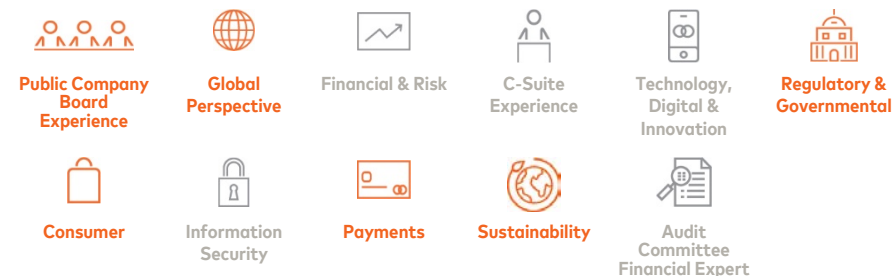 Public Company
Board
Experience
Global
Perspective
Financial & Risk
C-Suite
Experience
Technology,
Digital &
Innovation
Regulatory &
Governmental
Consumer
Information
Security
Payments
Sustainability
Audit
Committee
Financial Expert